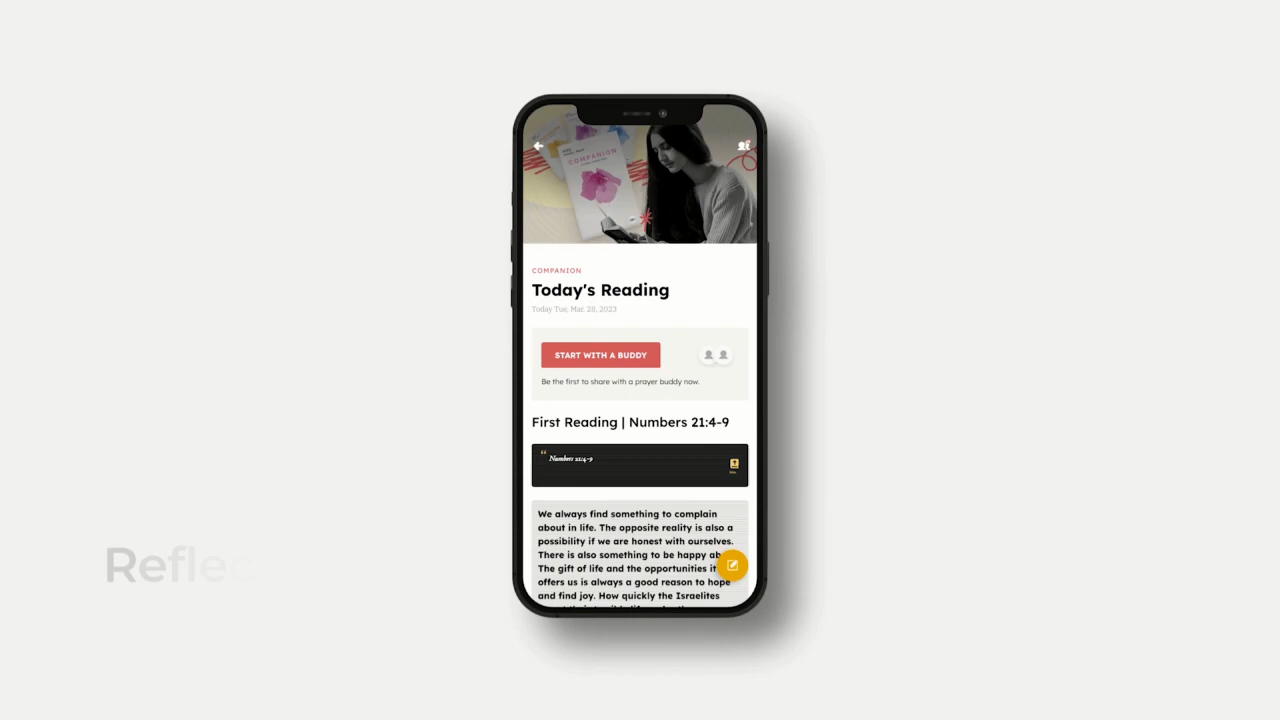 COMPANION
COMPANION
Today's Reading
Today Tue, Mar. 28, 2023
START WITH A BUDDY
Be the first to share with a prayer buddy now.
First Reading | Numbers 21:4-9
“ Numbers 21:4-9
We always find something to complain
about in life. The opposite reality is also a
possibility if we are honest with ourselves.
There is also something to be happy ab
The gift of life and the opportunities it
offers us is always a good reason to hope
and find joy. How quickly the Israelites
Reflec